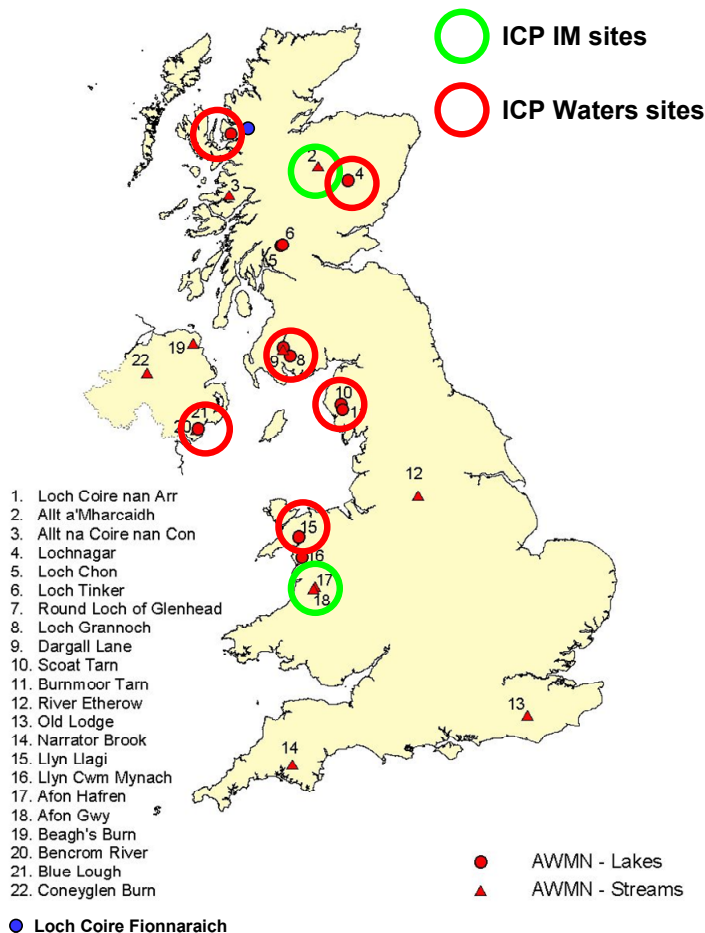 ICP IM sites
ICP Waters sites
2
4
3
6
5
19
22
9
8
10
1
21
20
12
15
16
17
18
13
14
1. Loch Coire nan Arr
2. Allt a'Mharcaidh
3. Allt na Coire nan Con
4. Lochnagar
5. Loch Chon
6. Loch Tinker
7. Round Loch of Glenhead
8. Loch Grannoch
9. Dargall Lane
10. Scoat Tarn
11. Burnmoor Tarn
12. River Etherow
13. Old Lodge
14. Narrator Brook
15. Llyn Llagi
16. Llyn Cwm Mynach
17. Afon Hafren
18. Afon Gwy
19. Beagh's Burn
20. Bencrom River
21. Blue Lough
22. Coneyglen Burn
AWMN - Lakes
AWMN - Streams
Loch Coire Fionnaraich